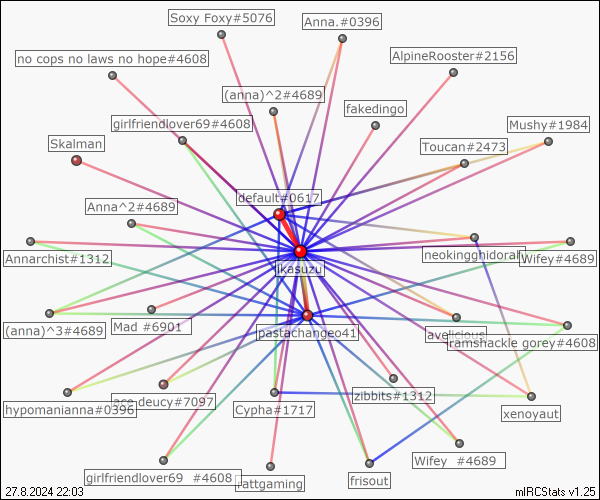 Soxy Foxy#5076
Anna.#0396
no cops no laws no hope#4608
AlpineRooster#2156
(anna)^2#4689
fakedingo
girlfriendlover69#4608
Mushy#1984
Skalman
Toucan#2473
default#0617
Anna^2#4689
Annarchist#1312
neokingghidorah
Wifey#4689
ikasuzu
(anna)^3#4689
Mad #6901
pastachangeo41
avelicious
ramshackle gorey#4608
hypomanianna#0396
ace deucy#7097
Cypha#1717
zibbits#1312
xenoyaut
girlfriendlover69 #4608
rattgaming
frisout
Wifey #4689
27.8.2024 22:03
mIRCStats v1.25